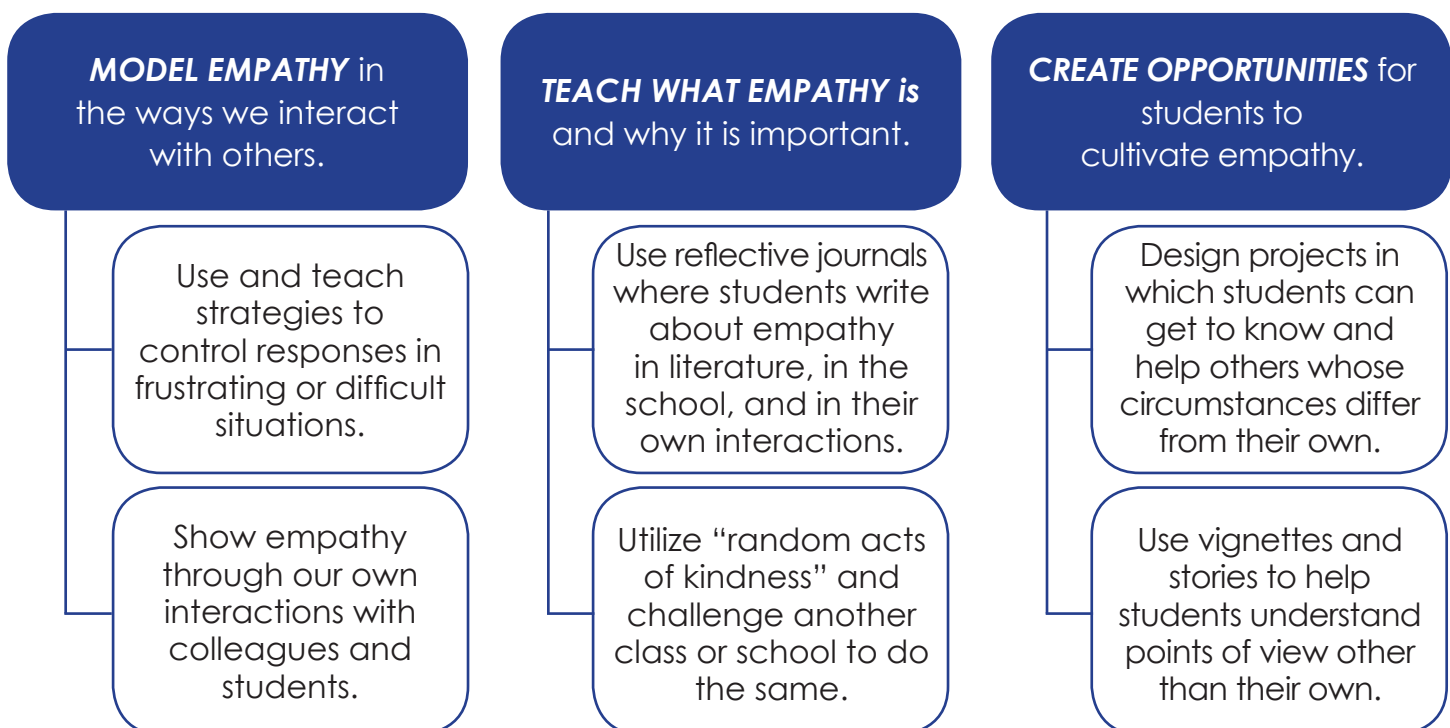 MODEL EMPATHY in
the ways we interact
with others.
Use and teach
strategies to
control responses in
frustrating or difficult
situations.
Show empathy
through our own
interactions with
colleagues and
students.
TEACH WHAT EMPATHY is
and why it is important.
Use reflective journals
where students write
about empathy
in literature, in the
school, and in their
own interactions.
Utilize “random acts
of kindness” and
challenge another
class or school to do
the same.
CREATE OPPORTUNITIES for
students to
cultivate empathy.
Design projects in
which students can
get to know and
help others whose
circumstances differ
from their own.
Use vignettes and
stories to help
students understand
points of view other
than their own.